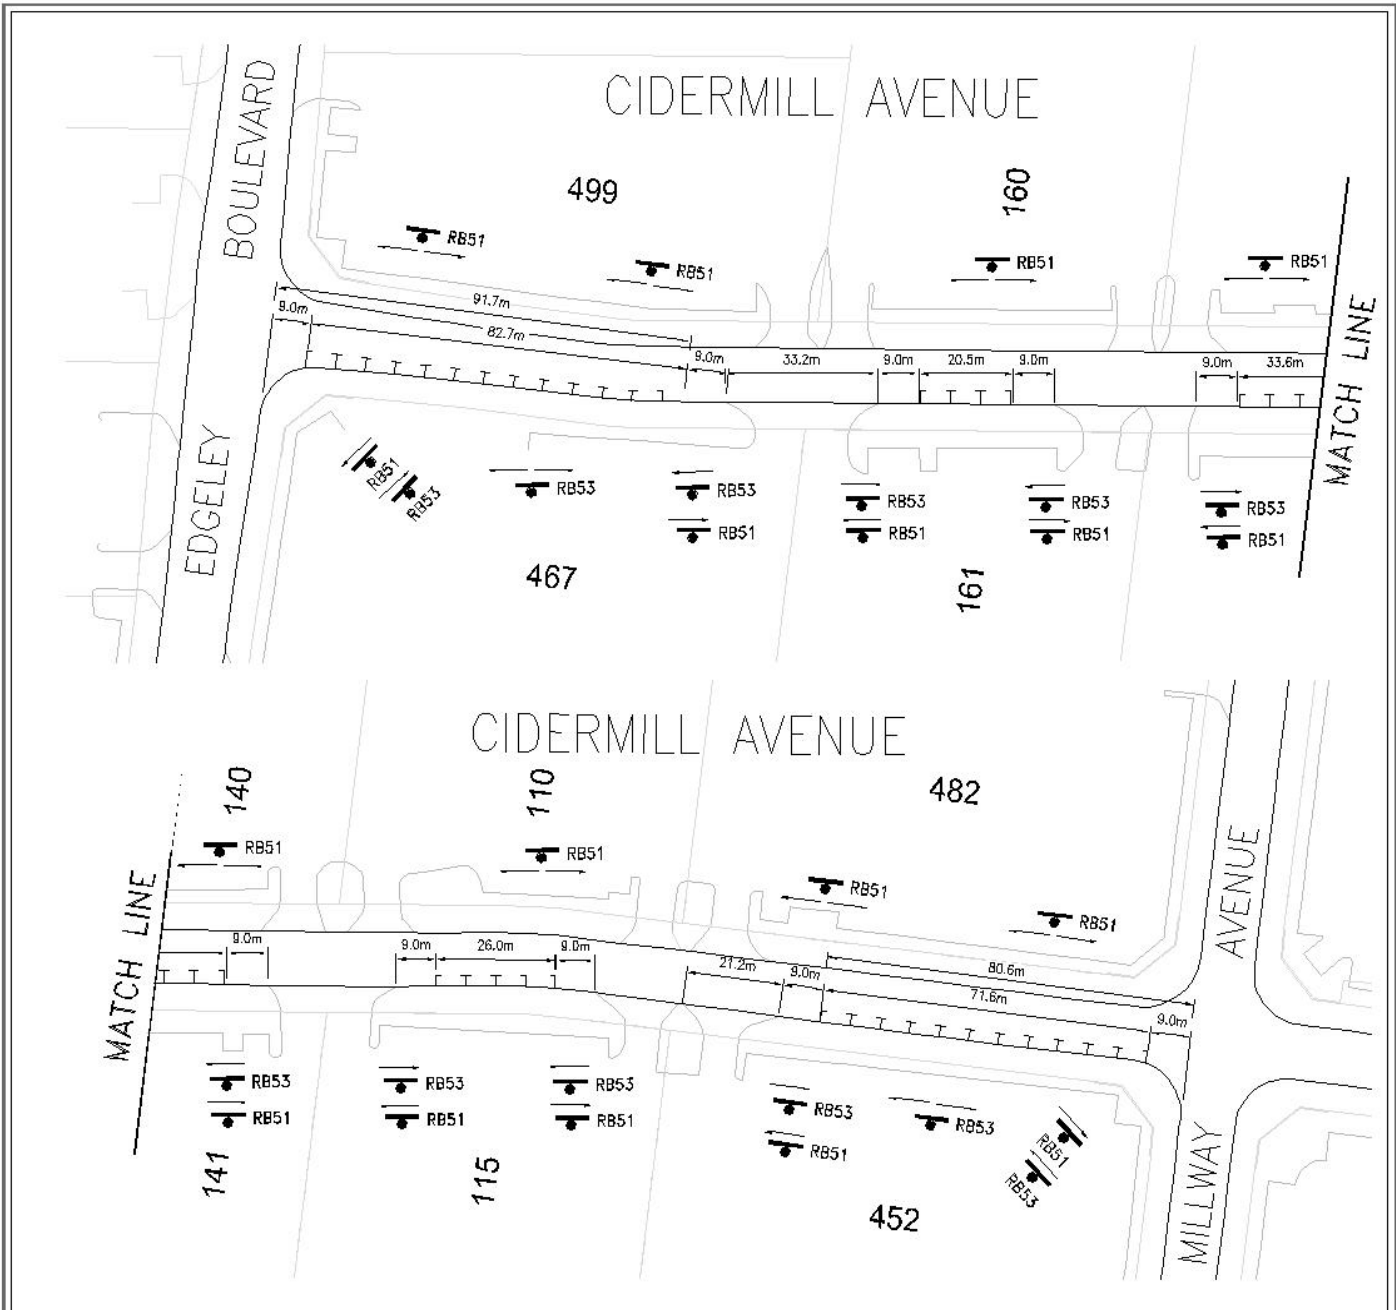 CIDERMILL AVENUE
BOULEVARD
EDGELEY
499
160
RB51
RB51
RB51
RB51
91.7m
9.0m
82.7m
9.0m
33.2m
9.0m
20.5m
9.0m
9.0m
33.6m
MATCH LINE
RB51
RB53
RB53
RB53
RB51
RB53
RB51
RB53
RB51
RB53
RB51
467
161
CIDERMILL AVENUE
140
110
482
RB51
RB51
RB51
RB51
MATCH LINE
9.0m
9.0m
26.0m
9.0m
21.2m
9.0m
80.6m
71.6m
9.0m
AVENUE
MILLWAY
RB53
RB51
RB53
RB51
RB53
RB51
RB53
RB51
RB53
RB51
RB53
141
115
452